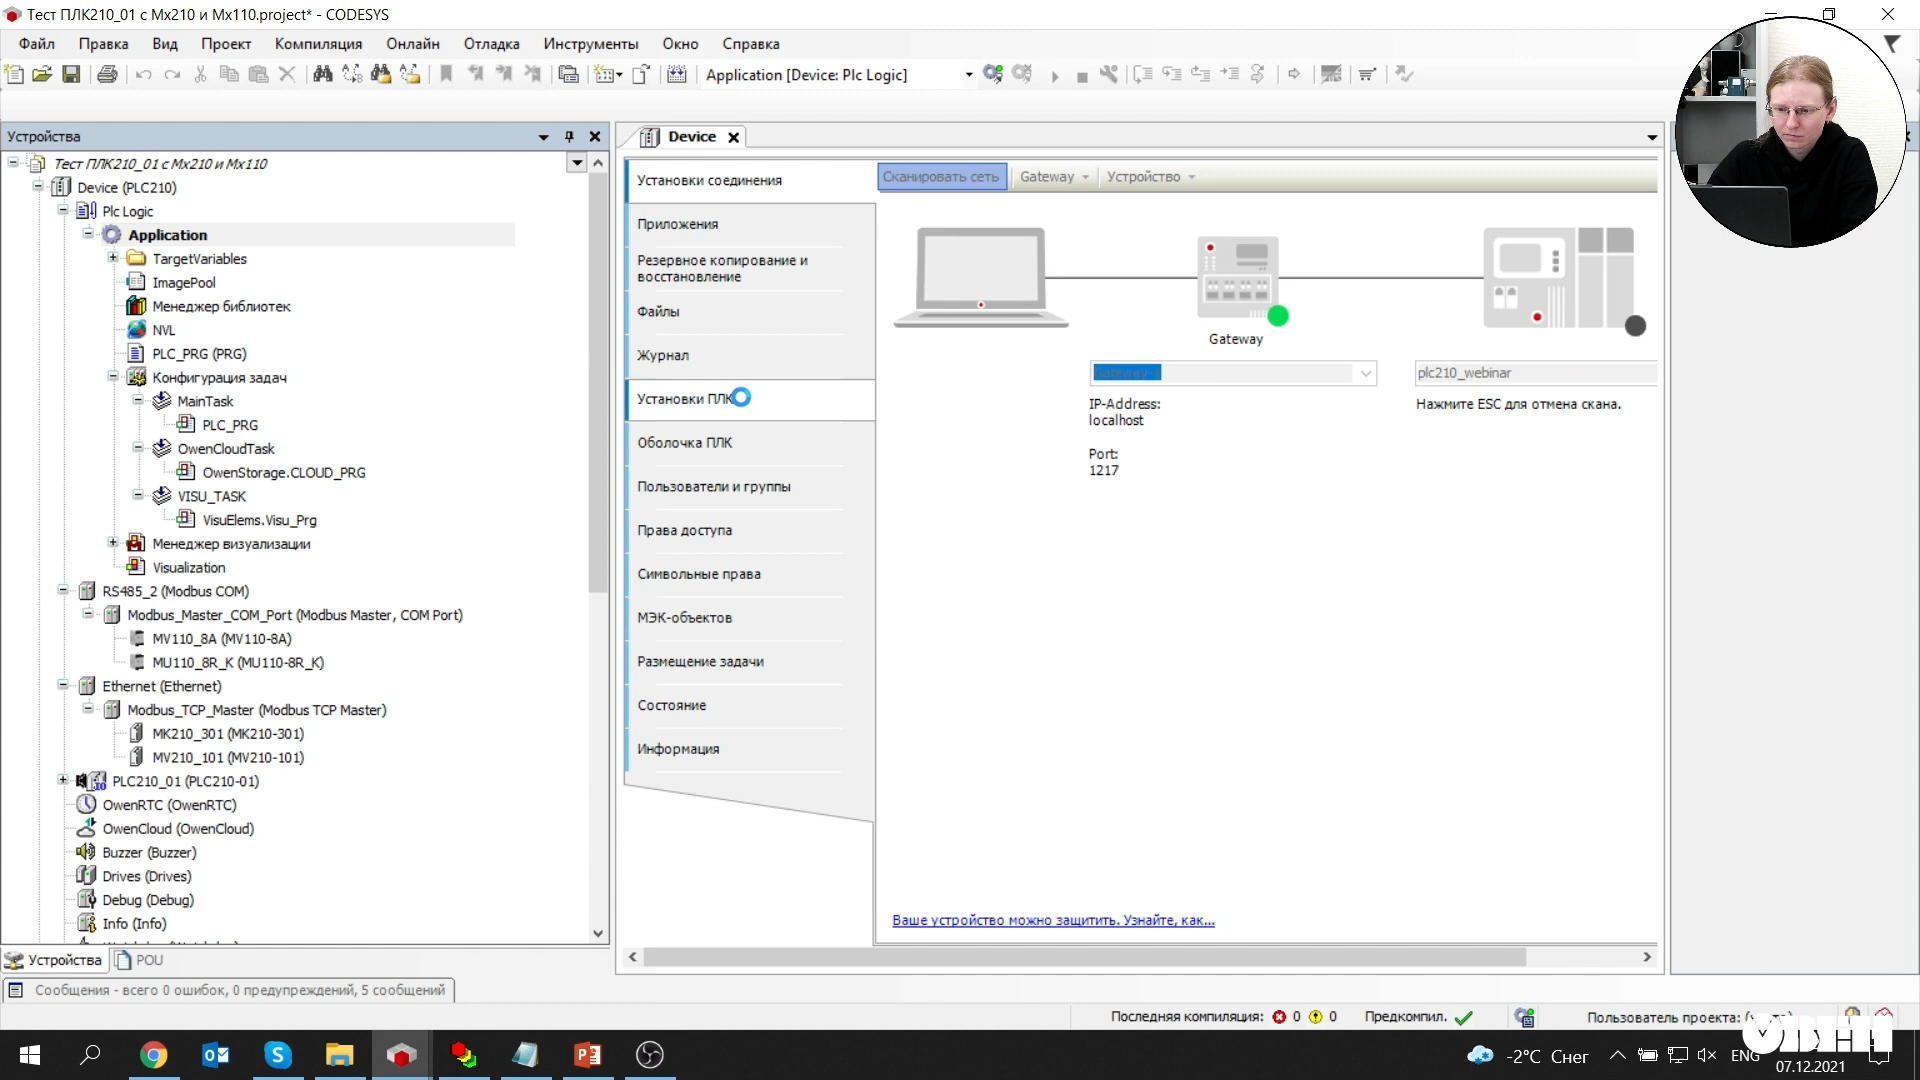 Тест ПЛК210_01 с Mx210 и Mx110.project* - CODESYS
Файл Правка Вид Проект Компиляция Онлайн Отладка Инструменты Окно Справка
Application [Device: Plc Logic]
Устройства
Тест ПЛК210_01 с Mx210 и Mx110
Device (PLC210)
Plc Logic
Application
TargetVariables
ImagePool
Менеджер библиотек
NVL
PLC_PRG (PRG)
Конфигурация задач
MainTask
PLC_PRG
OwenCloudTask
OwenStorage.CLOUD_PRG
VISU_TASK
VisuElems.Visu_Prg
Менеджер визуализации
Visualization
RS485_2 (Modbus COM)
Modbus_Master_COM_Port (Modbus Master, COM Port)
MV110_8A (MV110-8A)
MU110_8R_K (MU110-8R_K)
Ethernet (Ethernet)
Modbus_TCP_Master (Modbus TCP Master)
MK210_301 (MK210-301)
MV210_101 (MV210-101)
PLC210_01 (PLC210-01)
OwenRTC (OwenRTC)
OwenCloud (OwenCloud)
Buzzer (Buzzer)
Drives (Drives)
Debug (Debug)
Info (Info)
Устройства POU
Device
Установки соединения
Приложения
Резервное копирование и
восстановление
Файлы
Журнал
Установки ПЛК
Оболочка ПЛК
Пользователи и группы
Права доступа
Символьные права
МЭК-объектов
Размещение задачи
Состояние
Информация
Сканировать сеть Gateway Устройство
Gateway
Gateway-1
IP-Address:
localhost
Port:
1217
plc210_webinar
Нажмите ESC для отмена скана.
Ваше устройство можно защитить. Узнайте, как...
Сообщения - всего 0 ошибок, 0 предупреждений, 5 сообщений
Последняя компиляция: 0 0 Предкомпил. Пользователь проекта:
-2°C Снег ENG
07.12.2021